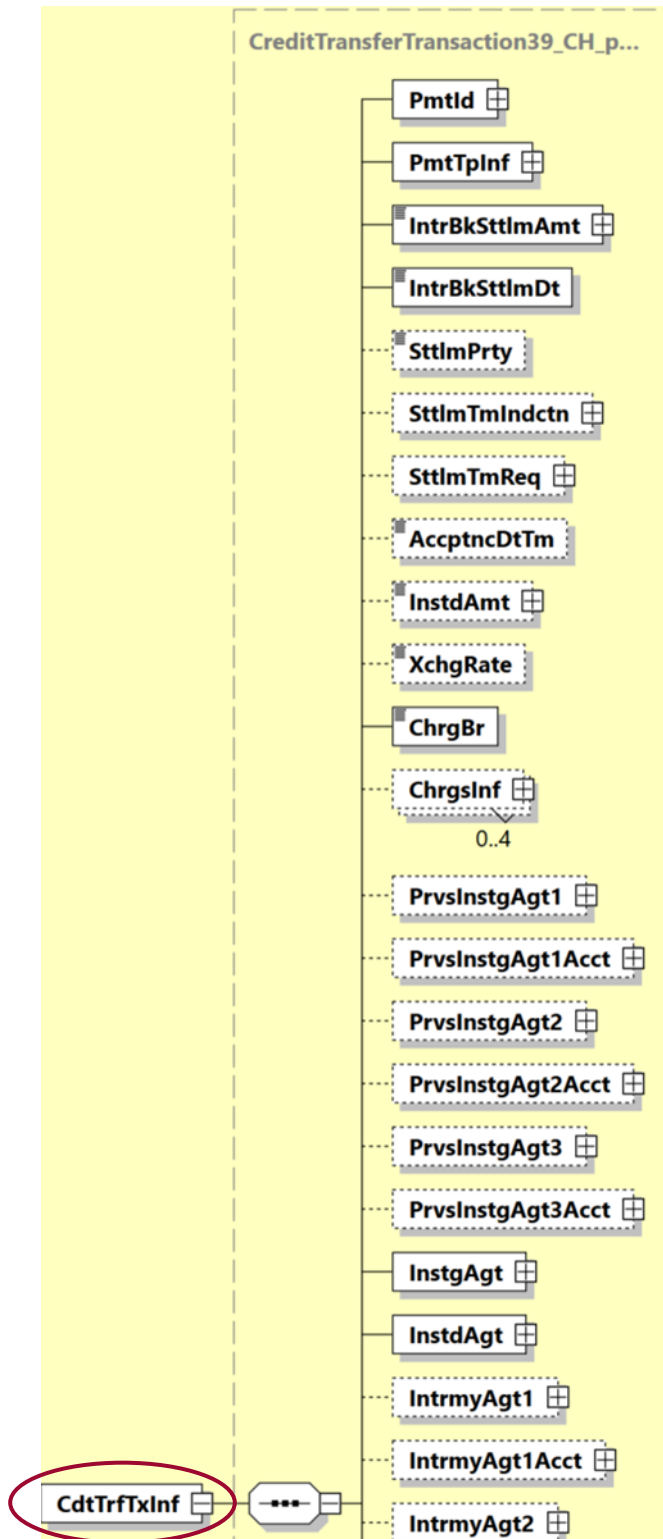 CreditTransferTransaction39_CH_p...
PmtId
PmtTpInf
IntrBkSttlmAmt
IntrBkSttlmDt
SttlmPrty
SttlmTmIndctn
SttlmTmReq
AccptncDtTm
InstdAmt
XchgRate
ChrgBr
ChrgsInf
0..4
PrvsInstgAgt1
PrvsInstgAgt1Acct
PrvsInstgAgt2
PrvsInstgAgt2Acct
PrvsInstgAgt3
PrvsInstgAgt3Acct
InstgAgt
InstdAgt
IntrmyAgt1
IntrmyAgt1Acct
CdtTrfTxInf
IntrmyAgt2